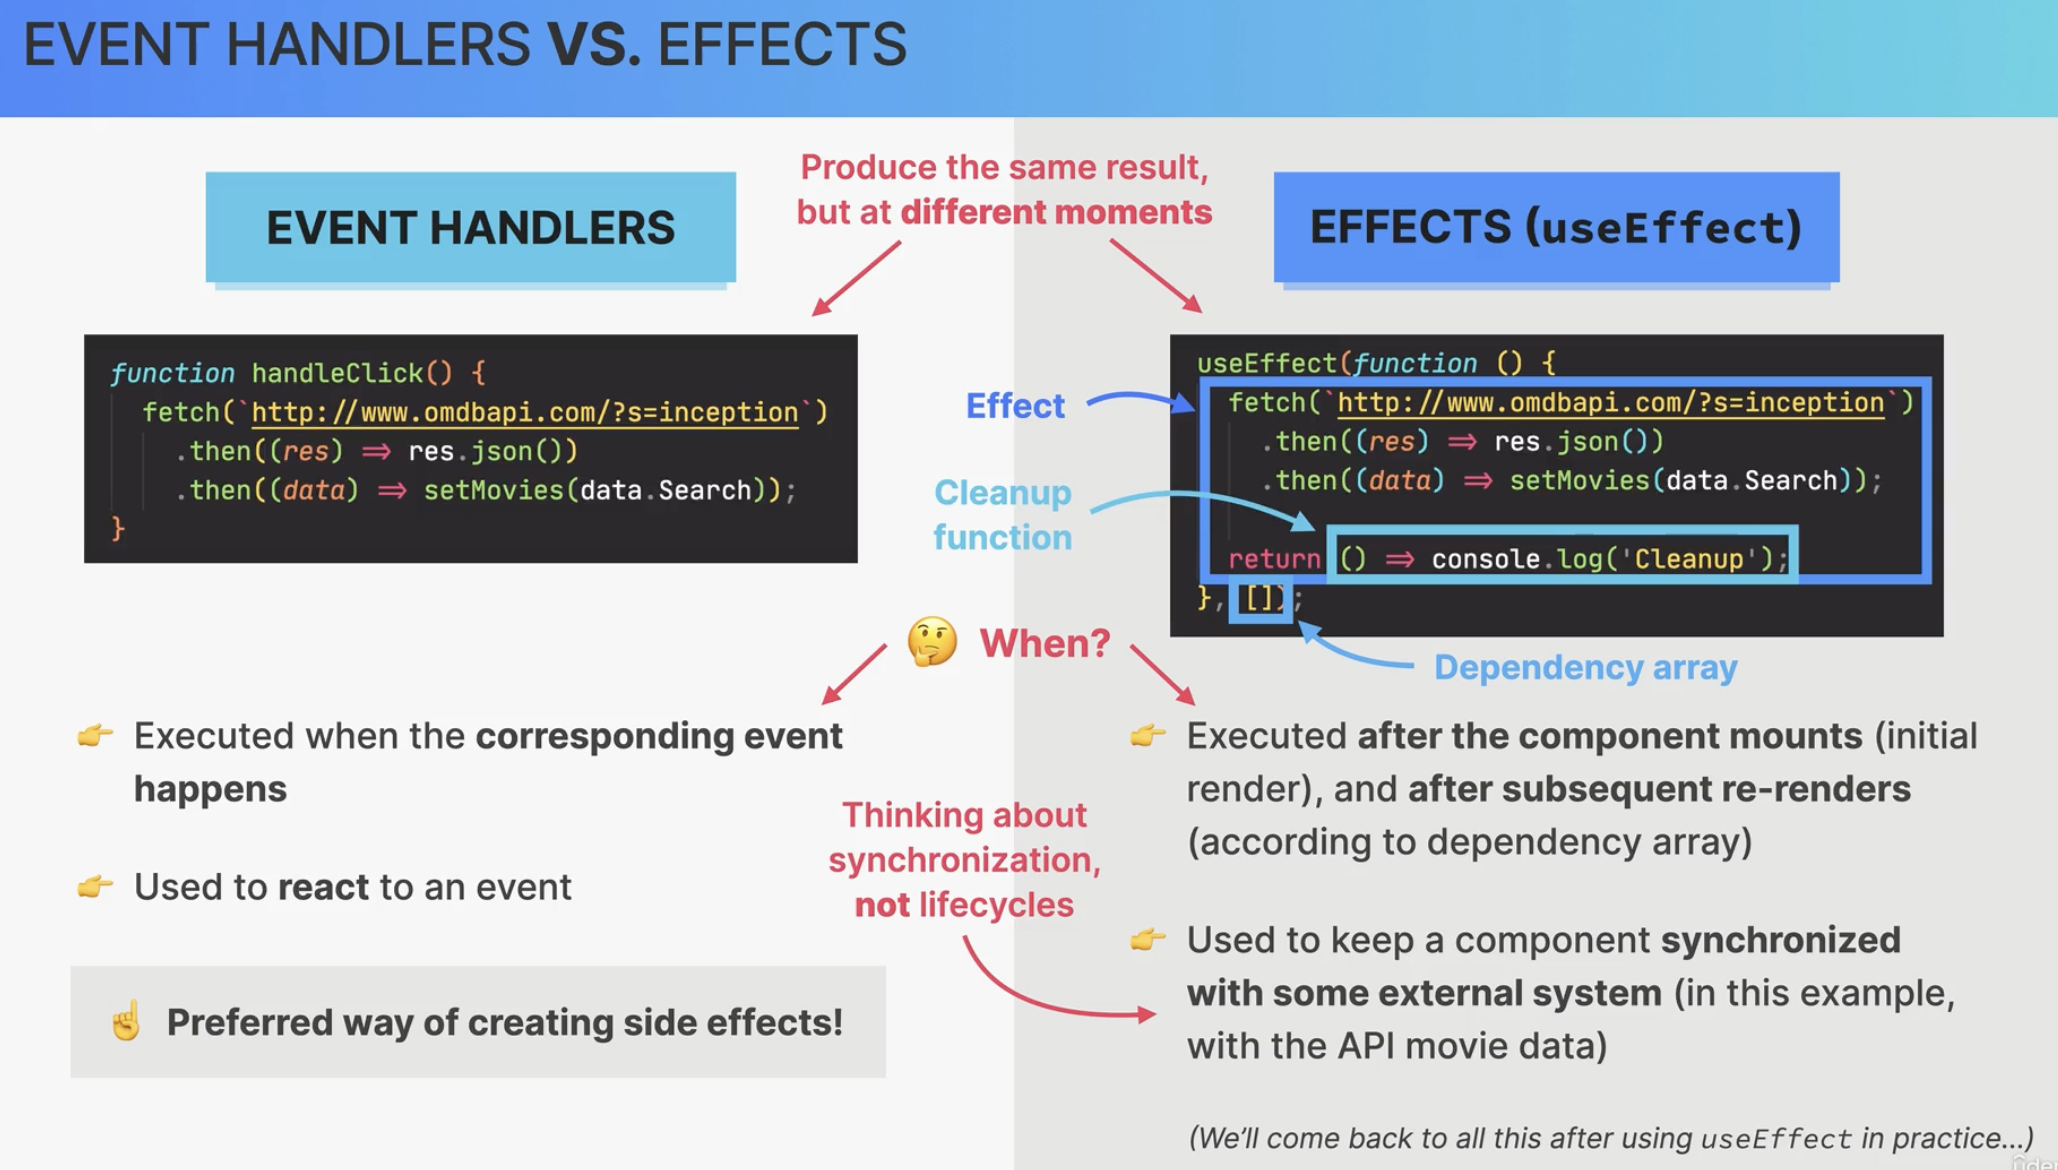 EVENT HANDLERS VS. EFFECTS
Produce the same result,
but at different moments
EVENT HANDLERS
EFFECTS (useEffect)
function handleClick() {
fetch(`http://www.omdbapi.com/?s=inception`)
.then((res) => res.json())
.then((data) => setMovies(data.Search));
}
Effect
Cleanup
function
useEffect(function () {
fetch(`http://www.omdbapi.com/?s=inception`)
.then((res) => res.json())
.then((data) => setMovies(data.Search));
return () => console.log('Cleanup');
}, []);
Dependency array
🤔 When?
👉 Executed when the corresponding event
happens
👉 Used to react to an event
☝️ Preferred way of creating side effects!
Thinking about
synchronization,
not lifecycles
👉 Executed after the component mounts (initial
render), and after subsequent re-renders
(according to dependency array)
👉 Used to keep a component synchronized
with some external system (in this example,
with the API movie data)
(We'll come back to all this after using useEffect in practice...)